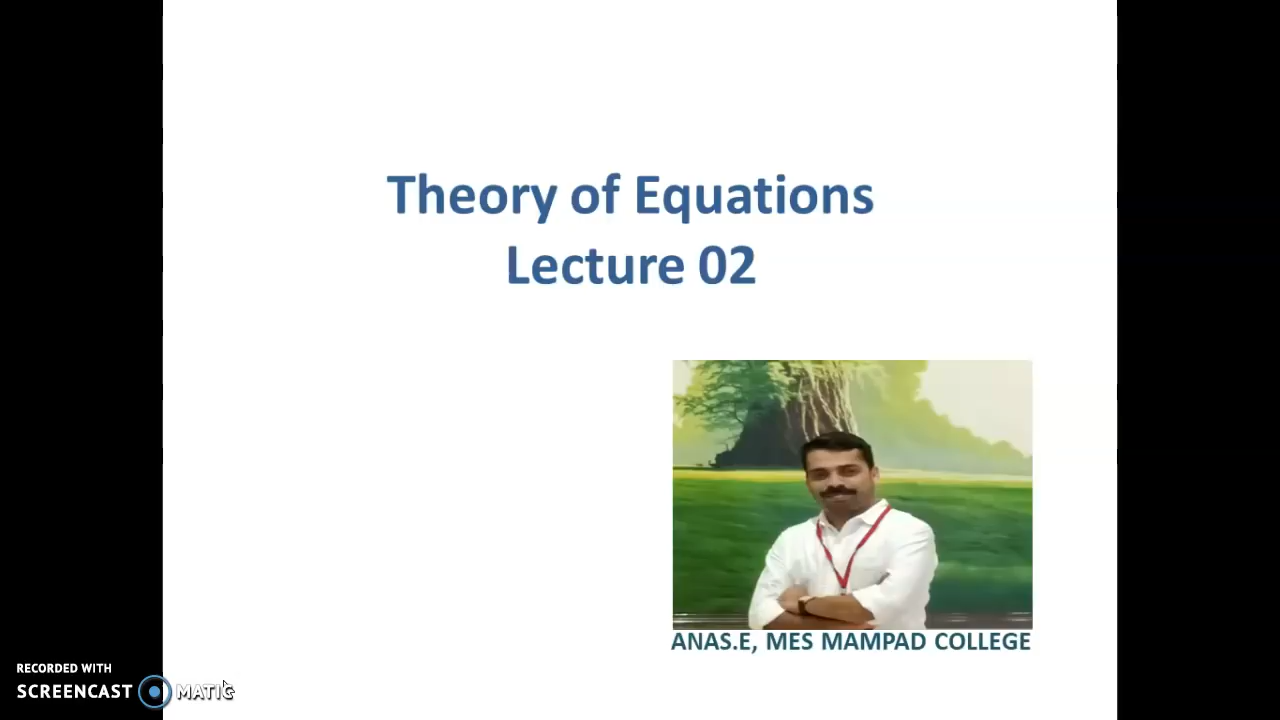 Theory of Equations
Lecture 02
ANAS.E, MES MAMPAD COLLEGE
RECORDED WITH
SCREENCAST MATIC